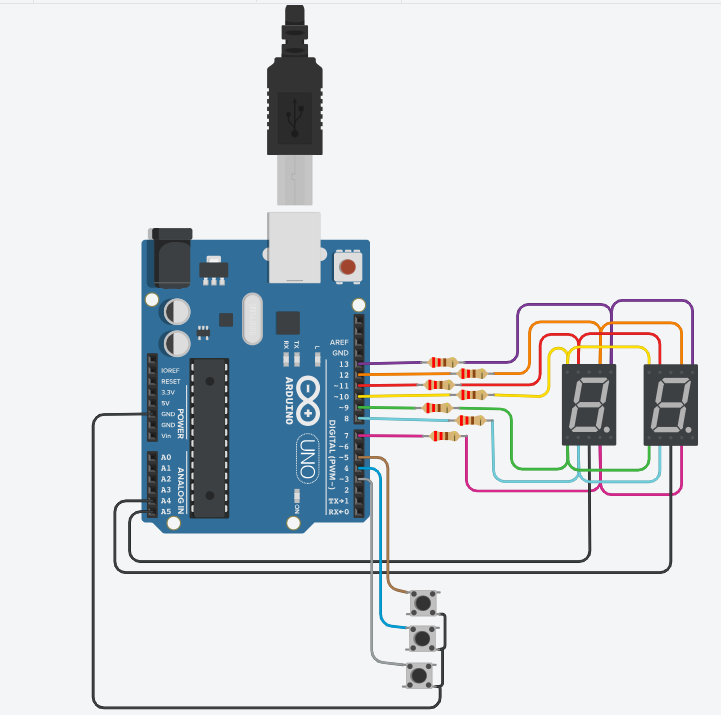 AREF
GND
13
12
~11
~10
~9
8
7
~6
~5
4
~3
2
TX→1
RX←0
DIGITAL (PWM~)
IOREF
RESET
3.3V
5V
GND
GND
Vin
POWER
A0
A1
A2
A3
A4
A5
ANALOG IN
RX
TX
L
ARDUINO
UNO
ON